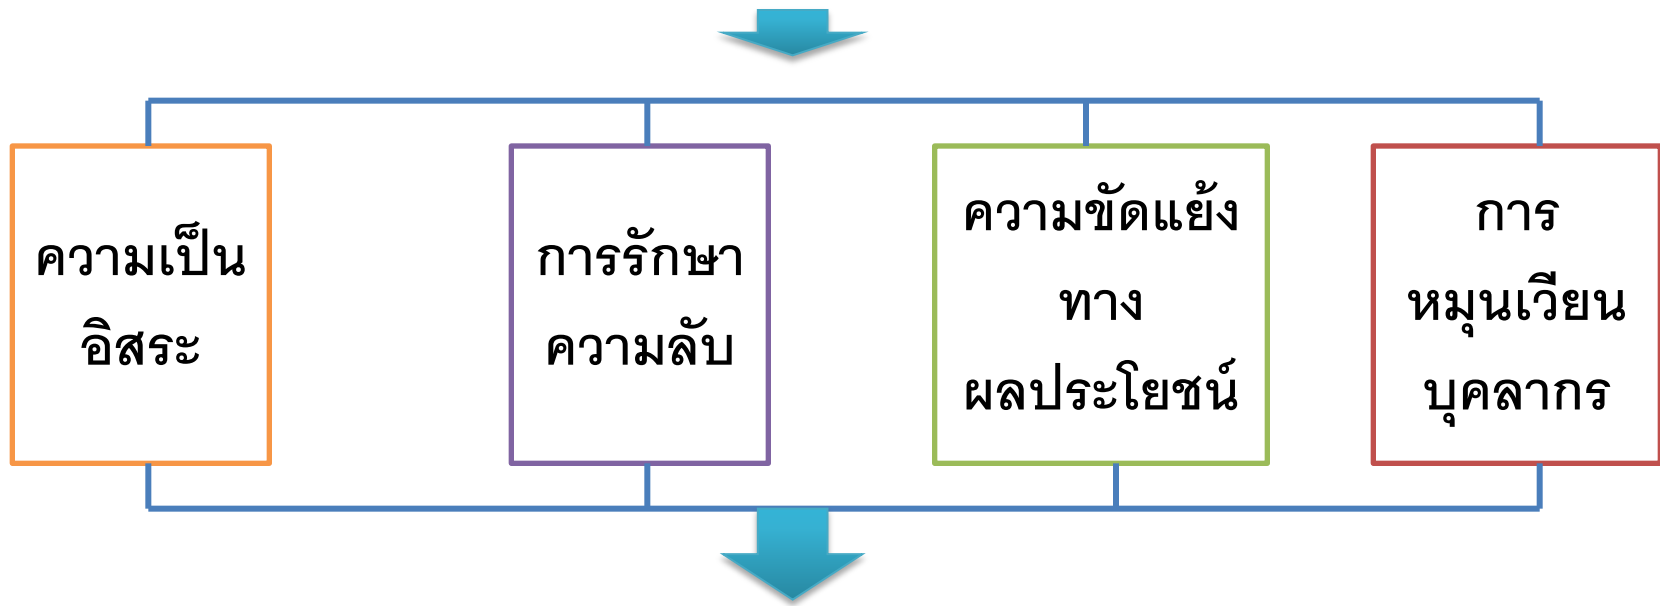 ความเป็น
อิสระ
การรักษา
ความลับ
ความขัดแย้ง
ทาง
ผลประโยชน์
การ
หมุนเวียน
บุคลากร